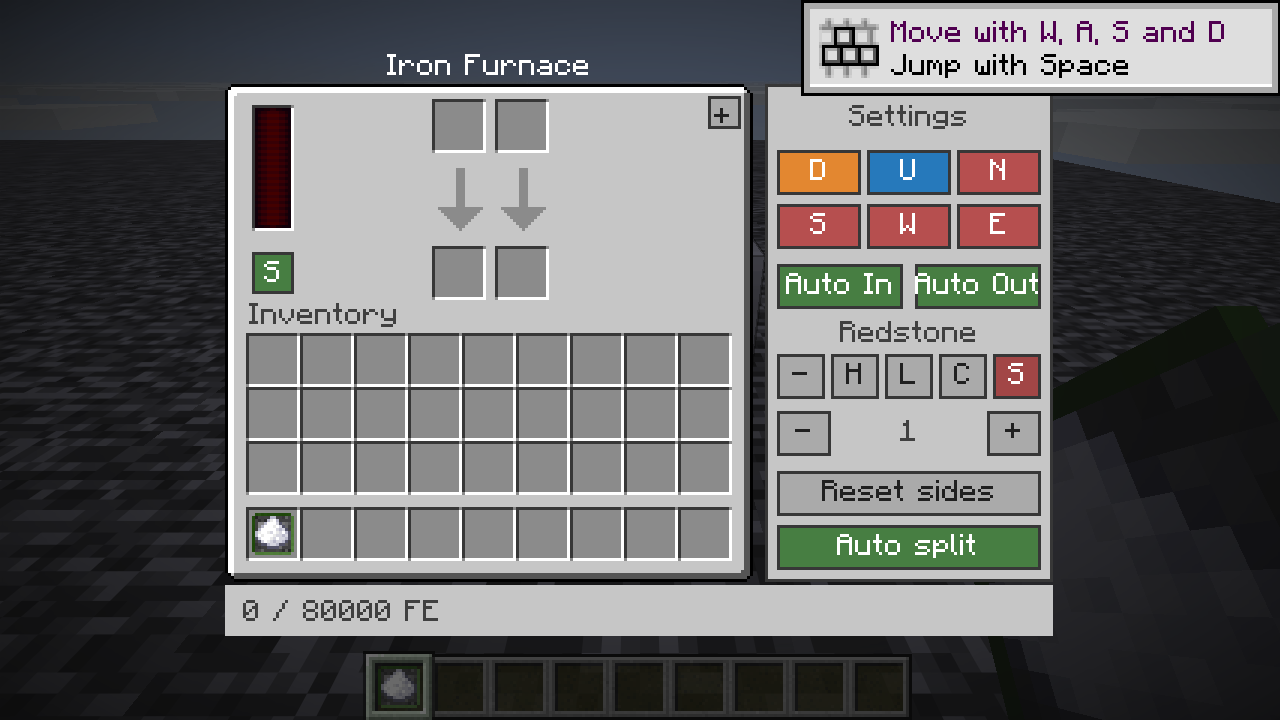 Move with W, A, S and D
Jump with Space
Iron Furnace
+
S
Inventory
0 / 80000 FE
Settings
D U N
S W E
Auto In Auto Out
Redstone
- H L C S
- 1 +
Reset sides
Auto split